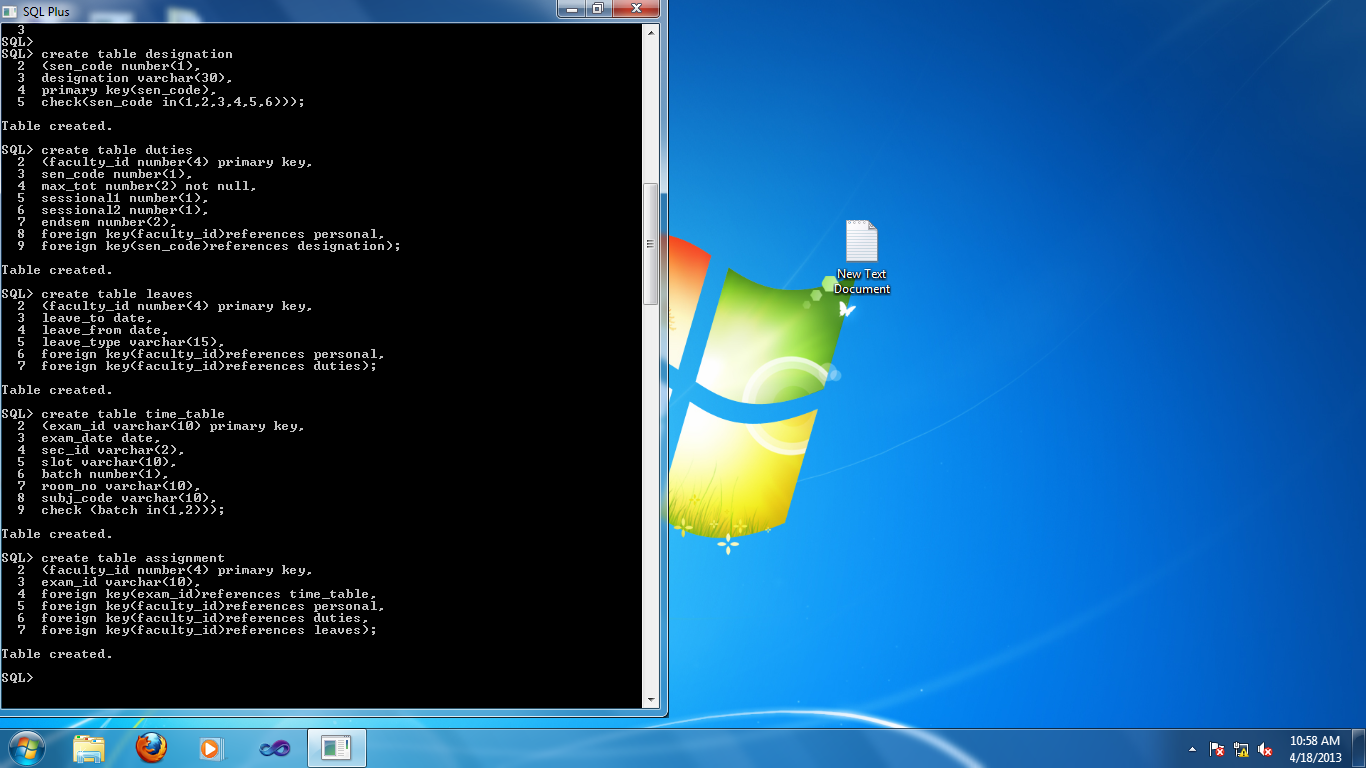 SQL Plus
3
SQL>
SQL> create table designation
2 (sen_code number(1),
3 designation varchar(30),
4 primary key(sen_code),
5 check(sen_code in(1,2,3,4,5,6)));
Table created.
SQL> create table duties
2 (faculty_id number(4) primary key,
3 sen_code number(1),
4 max_tot number(2) not null,
5 sessional1 number(1),
6 sessional2 number(1),
7 endsem number(2),
8 foreign key(faculty_id)references personal,
9 foreign key(sen_code)references designation);
Table created.
SQL> create table leaves
2 (faculty_id number(4) primary key,
3 leave_to date,
4 leave_from date,
5 leave_type varchar(15),
6 foreign key(faculty_id)references personal,
7 foreign key(faculty_id)references duties);
Table created.
SQL> create table time_table
2 (exam_id varchar(10) primary key,
3 exam_date date,
4 sec_id varchar(2),
5 slot varchar(10),
6 batch number(1),
7 room_no varchar(10),
8 subj_code varchar(10),
9 check (batch in(1,2)));
Table created.
SQL> create table assignment
2 (faculty_id number(4) primary key,
3 exam_id varchar(10),
4 foreign key(exam_id)references time_table,
5 foreign key(faculty_id)references personal,
6 foreign key(faculty_id)references duties,
7 foreign key(faculty_id)references leaves);
Table created.
SQL>
New Text
Document
10:58 AM
4/18/2013